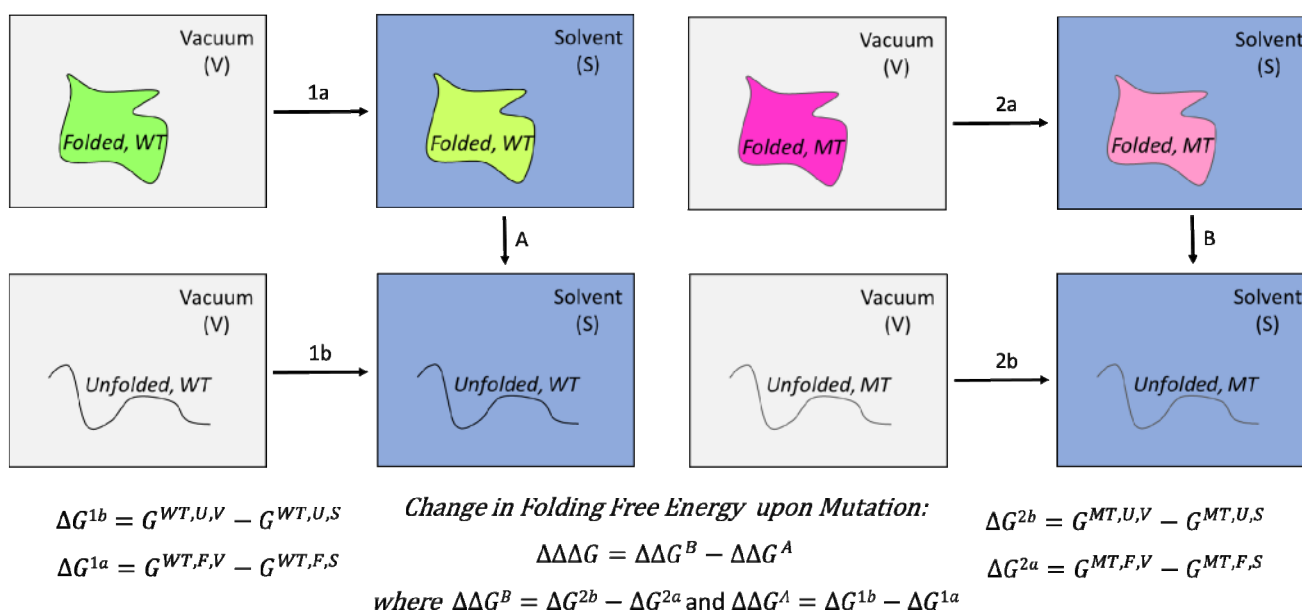 Vacuum
(V)
Folded, WT
1a
Solvent
(S)
Folded, WT
Vacuum
(V)
Folded, MT
2a
Solvent
(S)
Folded, MT
A
B
Vacuum
(V)
Unfolded, WT
1b
Solvent
(S)
Unfolded, WT
Vacuum
(V)
Unfolded, MT
2b
Solvent
(S)
Unfolded, MT
ΔG^{1b} = G^{WT,U,V} − G^{WT,U,S}
ΔG^{1a} = G^{WT,F,V} − G^{WT,F,S}
Change in Folding Free Energy upon Mutation:
ΔΔΔG = ΔΔG^B − ΔΔG^A
where ΔΔG^B = ΔG^{2b} − ΔG^{2a} and ΔΔG^A = ΔG^{1b} − ΔG^{1a}
ΔG^{2b} = G^{MT,U,V} − G^{MT,U,S}
ΔG^{2a} = G^{MT,F,V} − G^{MT,F,S}